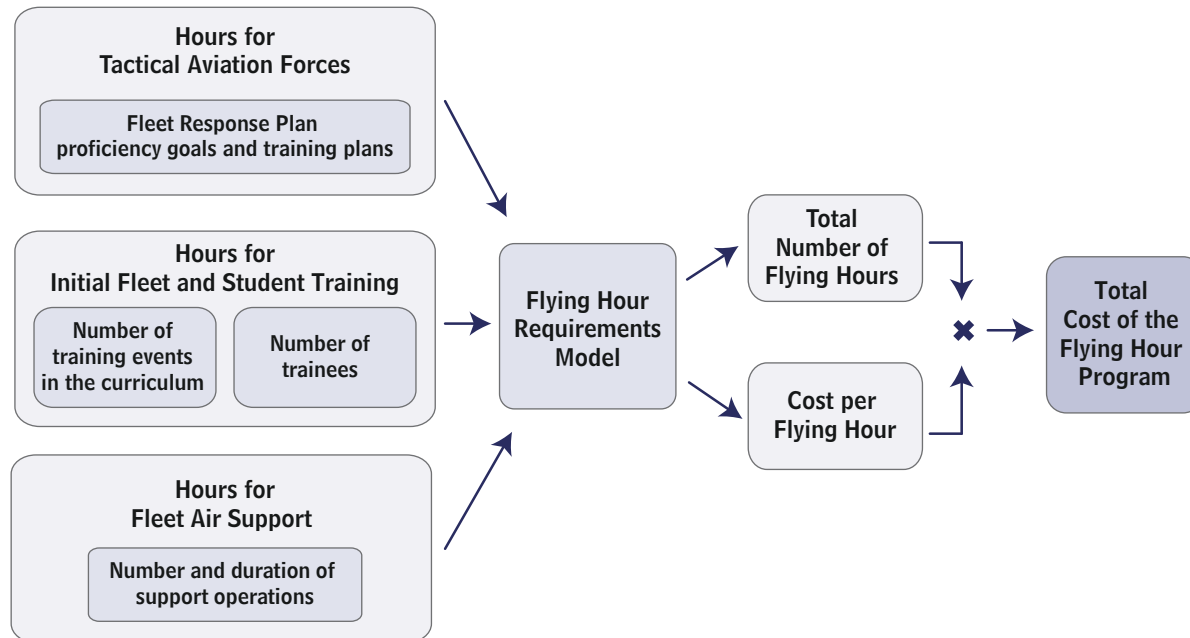 Hours for
Tactical Aviation Forces
Fleet Response Plan
proficiency goals and training plans
Hours for
Initial Fleet and Student Training
Number of
training events
in the curriculum
Number of
trainees
Hours for
Fleet Air Support
Number and duration of
support operations
Flying Hour
Requirements
Model
Total
Number of
Flying Hours
Cost per
Flying Hour
Total
Cost of the
Flying Hour
Program